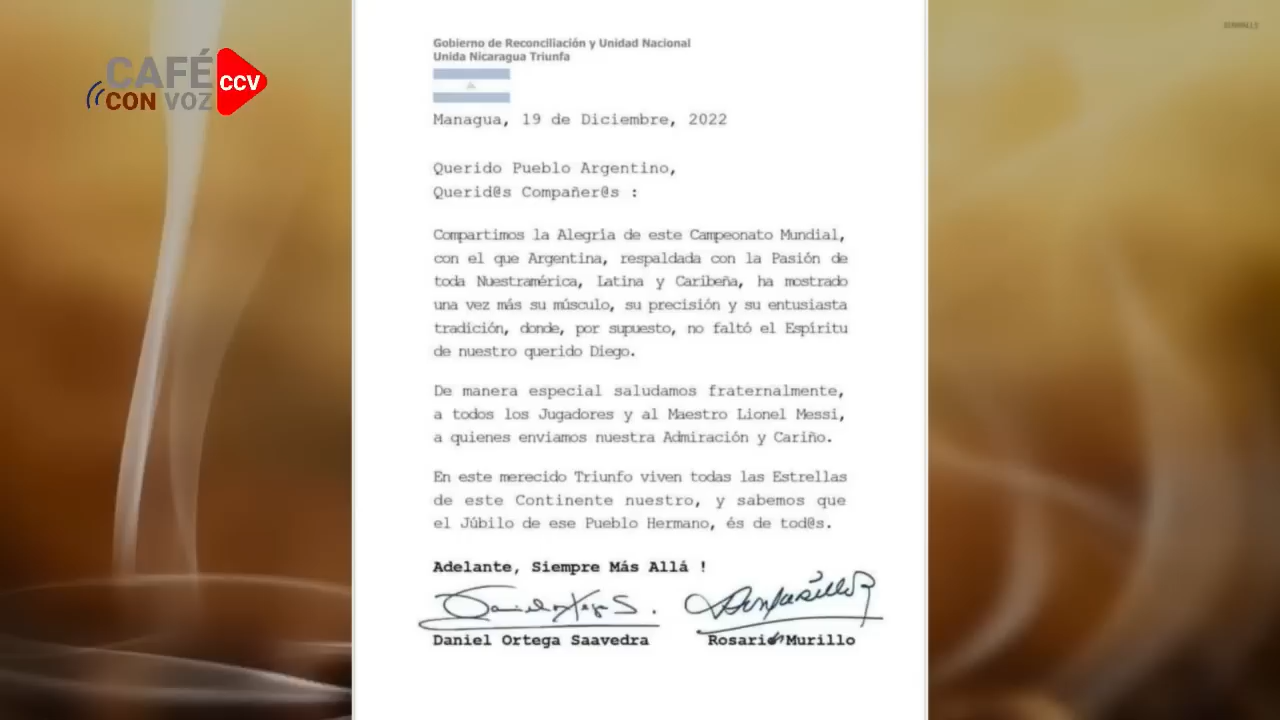 CAFÉ
CON VOZ
CCV
Gobierno de Reconciliación y Unidad Nacional
Unida Nicaragua Triunfa
Managua, 19 de Diciembre, 2022
Querido Pueblo Argentino,
Querid@s Compañer@s :
Compartimos la Alegría de este Campeonato Mundial,
con el que Argentina, respaldada con la Pasión de
toda Nuestramérica, Latina y Caribeña, ha mostrado
una vez más su músculo, su precisión y su entusiasta
tradición, donde, por supuesto, no faltó el Espíritu
de nuestro querido Diego.
De manera especial saludamos fraternalmente,
a todos los Jugadores y al Maestro Lionel Messi,
a quienes enviamos nuestra Admiración y Cariño.
En este merecido Triunfo viven todas las Estrellas
de este Continente nuestro, y sabemos que
el Júbilo de ese Pueblo Hermano, és de tod@s.
Adelante, Siempre Más Allá !
Daniel Ortega Saavedra
Rosario Murillo